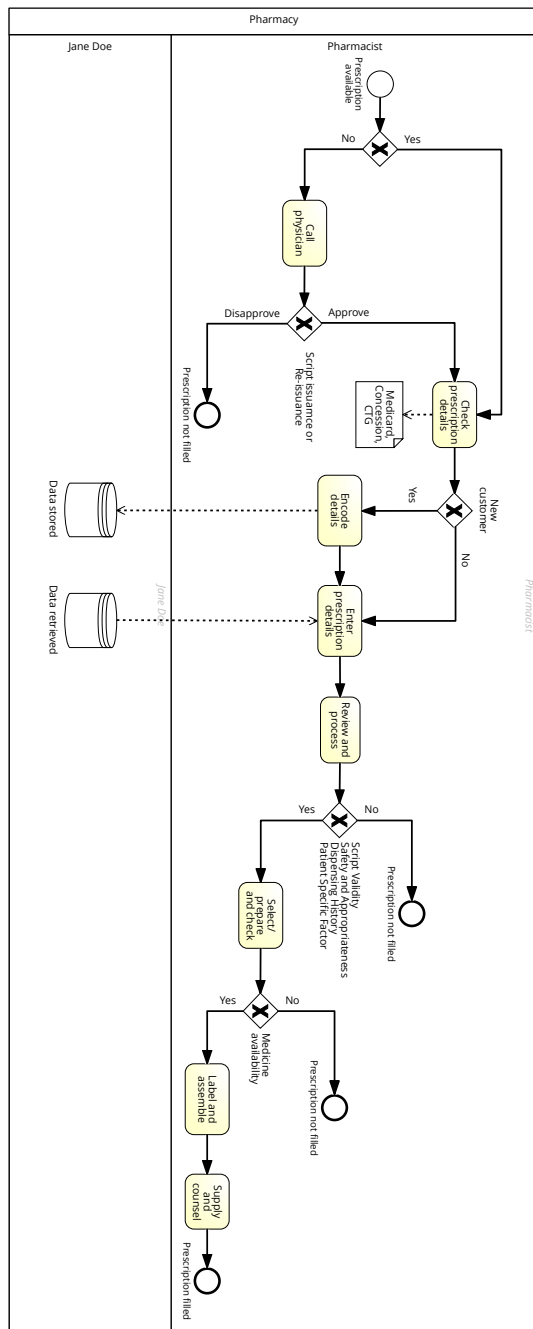 Pharmacy
Jane Doe
Pharmacist
Prescription
available
No
Yes
Call
physician
Disapprove
Approve
Script issuamce or
Re-issuance
Prescription not filled
Medicard,
Concession,
CTG
Check
prescription
details
New
customer
Yes
No
Encode
details
Data stored
Enter
prescription
details
Data retrieved
Jane Doe
Pharmacist
Review and
process
Yes
No
Script Validity
Safety and Appropriateness
Dispensing History
Patient Specific Factor
Prescription not filled
Select/
prepare
and check
Yes
No
Medicine
availability
Prescription not filled
Label and
assemble
Supply
and
counsel
Prescription filled